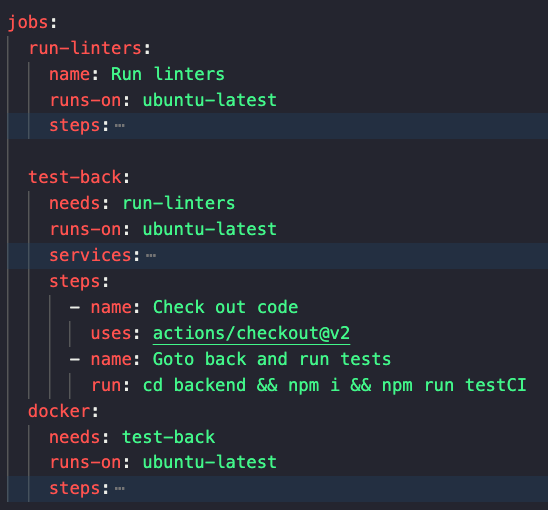 jobs:
  run-linters:
    name: Run linters
    runs-on: ubuntu-latest
    steps:⋯
  test-back:
    needs: run-linters
    runs-on: ubuntu-latest
    services:⋯
    steps:
      - name: Check out code
        uses: actions/checkout@v2
      - name: Goto back and run tests
        run: cd backend && npm i && npm run testCI
  docker:
    needs: test-back
    runs-on: ubuntu-latest
    steps:⋯